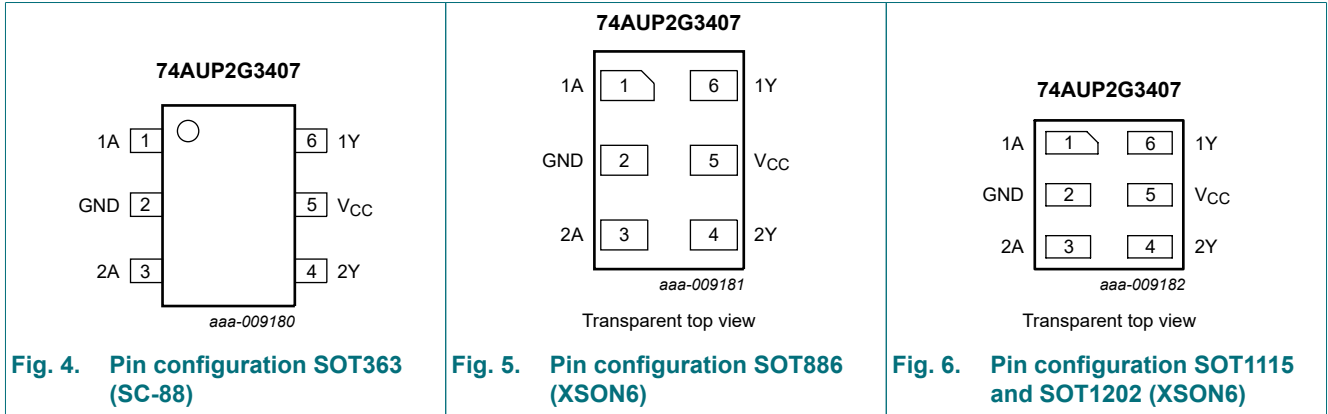 74AUP2G3407
1A 1 6 1Y
GND 2 5 VCC
2A 3 4 2Y
aaa-009180
Fig. 4. Pin configuration SOT363
(SC-88)
74AUP2G3407
1A 1 6 1Y
GND 2 5 VCC
2A 3 4 2Y
aaa-009181
Transparent top view
Fig. 5. Pin configuration SOT886
(XSON6)
74AUP2G3407
1A 1 6 1Y
GND 2 5 VCC
2A 3 4 2Y
aaa-009182
Transparent top view
Fig. 6. Pin configuration SOT1115
and SOT1202 (XSON6)